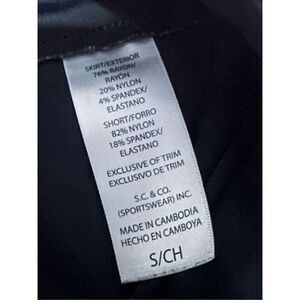 SKIRT/EXTERIOR
76% RAYON/
RAYÓN
20% NYLON
4% SPANDEX/
ELASTANO
SHORT/FORRO
82% NYLON
18% SPANDEX/
ELASTANO
EXCLUSIVE OF TRIM
EXCLUSIVO DE TRIM
S.C. & CO.
(SPORTSWEAR) INC.
MADE IN CAMBODIA
HECHO EN CAMBOYA
S/CH